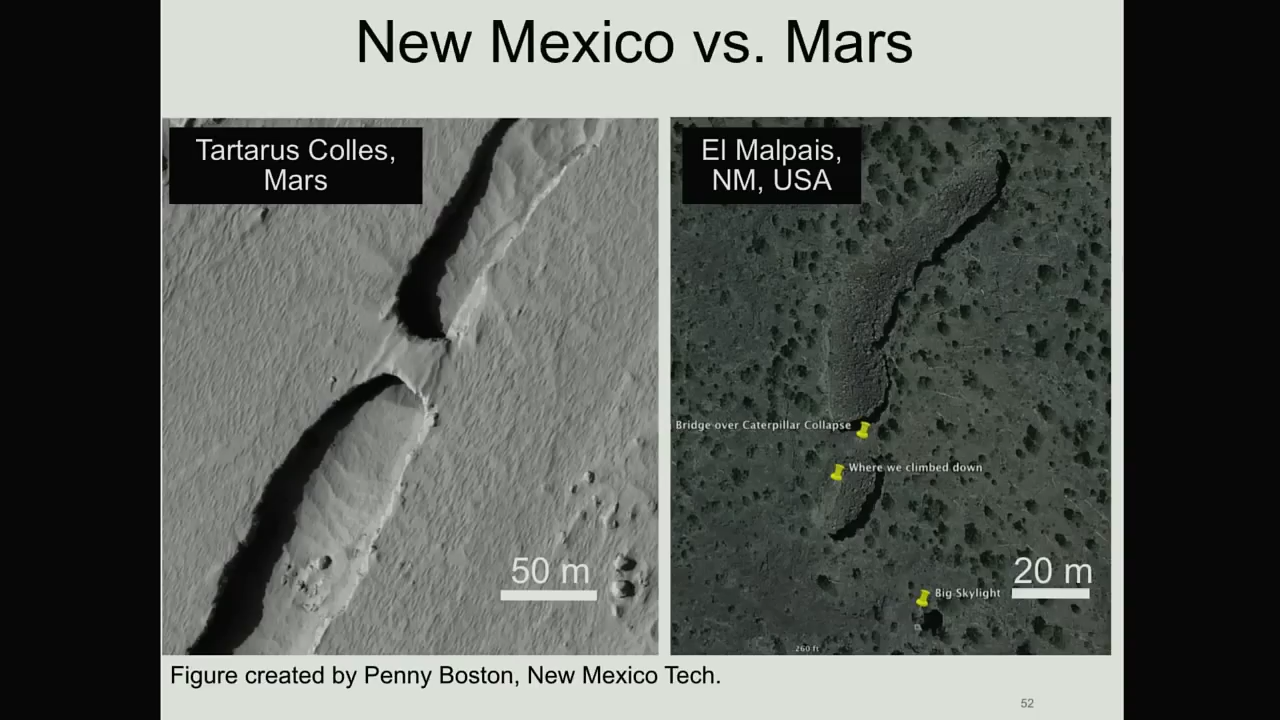 New Mexico vs. Mars
Tartarus Colles,
Mars
El Malpais,
NM, USA
Bridge over Caterpillar Collapse
Where we climbed down
50 m
20 m
Big Skylight
260 ft
Figure created by Penny Boston, New Mexico Tech.
52